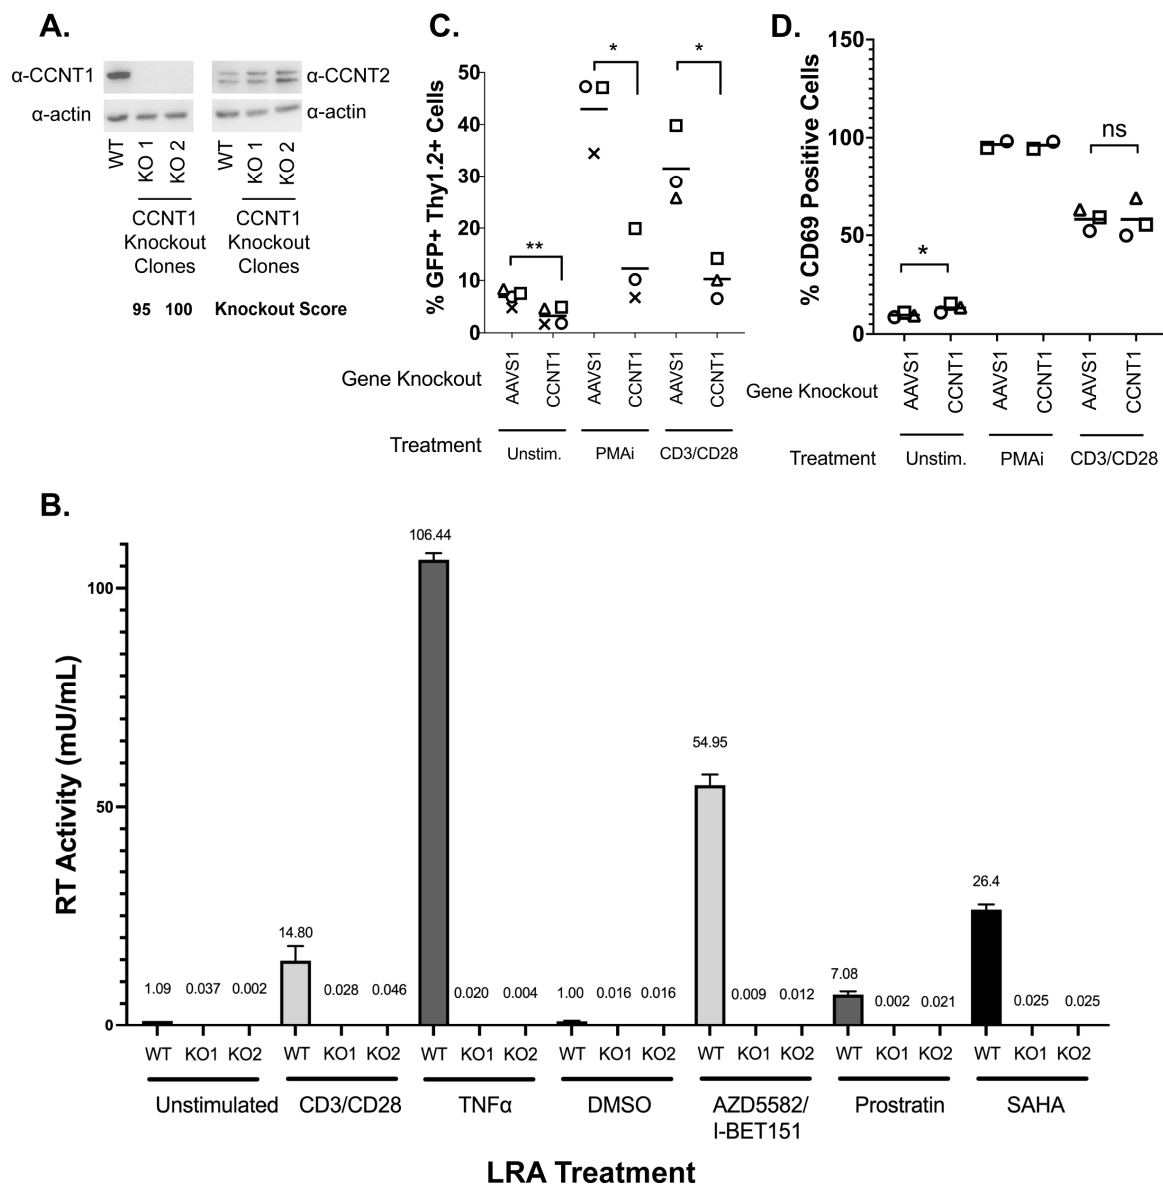 A.
α-CCNT1
α-CCNT2
α-actin
α-actin
WT
KO 1
KO 2
WT
KO 1
KO 2
CCNT1
Knockout
Clones
CCNT1
Knockout
Clones
95 100 Knockout Score
C.
% GFP+ Thy1.2+ Cells
50
40
30
20
10
0
**
*
*
AAVS1
CCNT1
AAVS1
CCNT1
AAVS1
CCNT1
Gene Knockout
Treatment
Unstim.
PMAi
CD3/CD28
D.
% CD69 Positive Cells
150
100
50
0
*
ns
AAVS1
CCNT1
AAVS1
CCNT1
AAVS1
CCNT1
Gene Knockout
Treatment
Unstim.
PMAi
CD3/CD28
B.
RT Activity (mU/mL)
100
50
0
1.09 0.037 0.002
14.80 0.028 0.046
106.44 0.020 0.004
1.00 0.016 0.016
54.95 0.009 0.012
7.08 0.002 0.021
26.4 0.025 0.025
WT KO1 KO2 WT KO1 KO2 WT KO1 KO2 WT KO1 KO2 WT KO1 KO2 WT KO1 KO2 WT KO1 KO2
Unstimulated
CD3/CD28
TNFα
DMSO
AZD5582/
I-BET151
Prostratin
SAHA
LRA Treatment